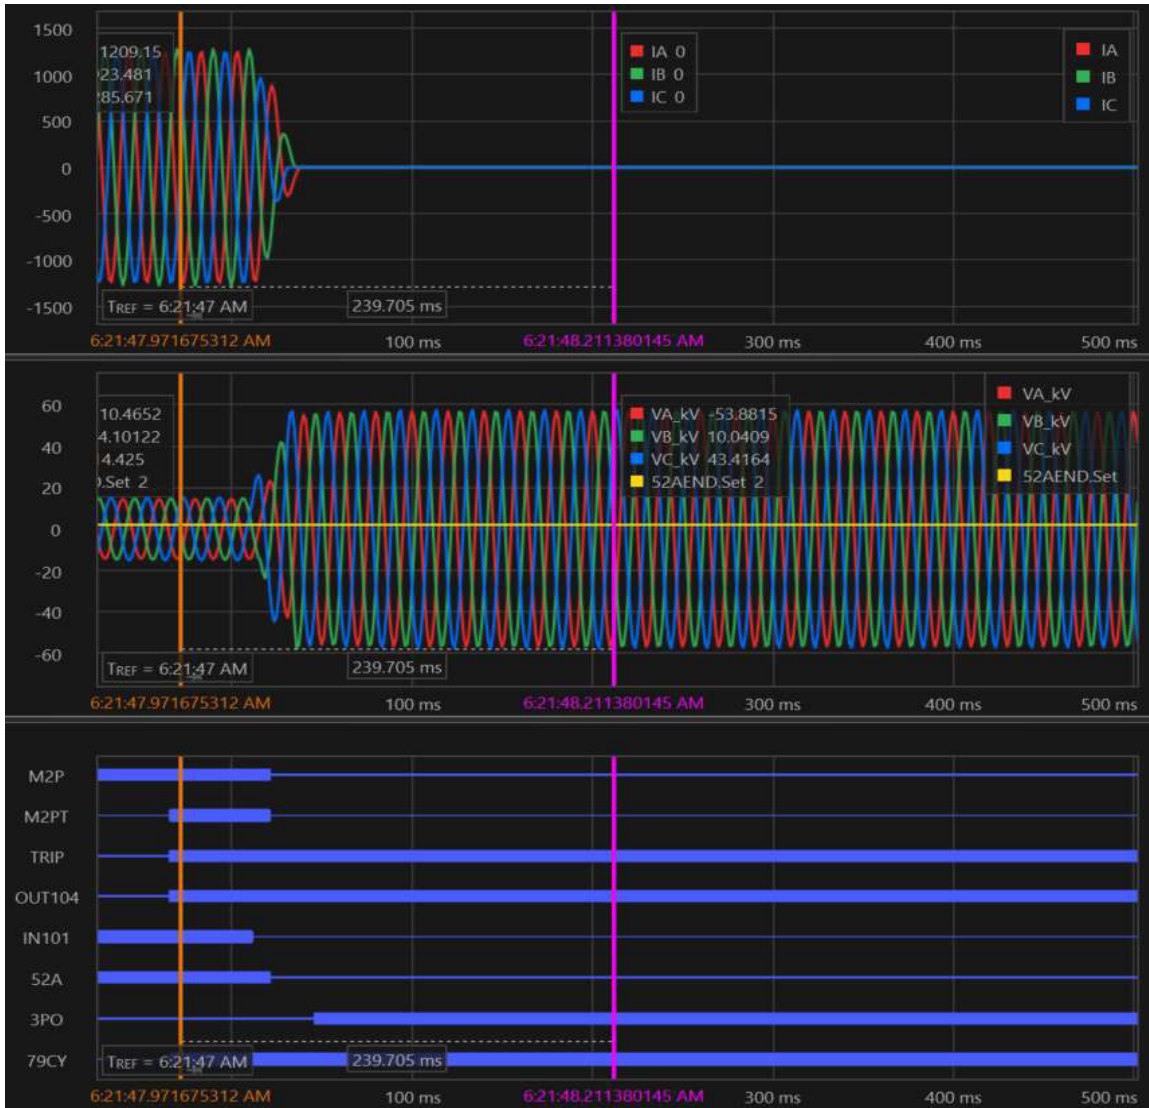 1500
1000
500
0
-500
-1000
-1500
1209.15
23.481
285.671
IA 0
IB 0
IC 0
IA
IB
IC
TREF = 6:21:47 AM
239.705 ms
6:21:47.971675312 AM
100 ms
6:21:48.211380145 AM
300 ms
400 ms
500 ms
60
40
20
0
-20
-40
-60
10.4652
4.10122
4.425
.Set 2
VA_kV -53.8815
VB_kV 10.0409
VC_kV 43.4164
52AEND.Set 2
VA_kV
VB_kV
VC_kV
52AEND.Set
TREF = 6:21:47 AM
239.705 ms
6:21:47.971675312 AM
100 ms
6:21:48.211380145 AM
300 ms
400 ms
500 ms
M2P
M2PT
TRIP
OUT104
IN101
52A
3PO
79CY
TREF = 6:21:47 AM
239.705 ms
6:21:47.971675312 AM
100 ms
6:21:48.211380145 AM
300 ms
400 ms
500 ms